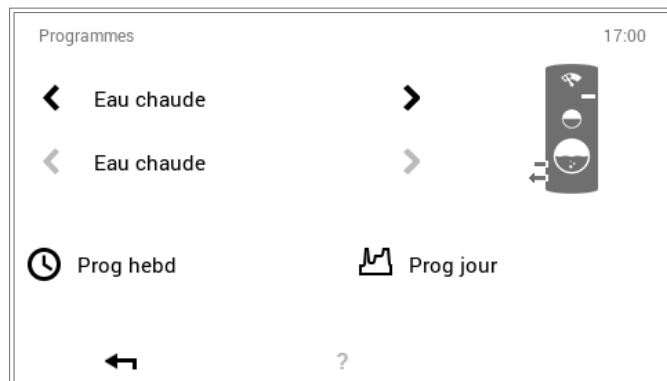 Programmes 17:00
Eau chaude
Eau chaude
Prog hebd Prog jour
?